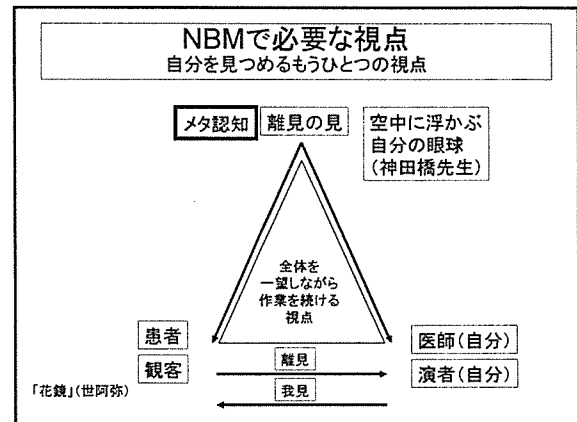 NBMで必要な視点
自分を見つめるもうひとつの視点
メタ認知
離見の見
空中に浮かぶ
自分の眼球
(神田橋先生)
全体を
一望しながら
作業を続ける
視点
患者
観客
「花鏡」(世阿弥)
離見
我見
医師(自分)
演者(自分)